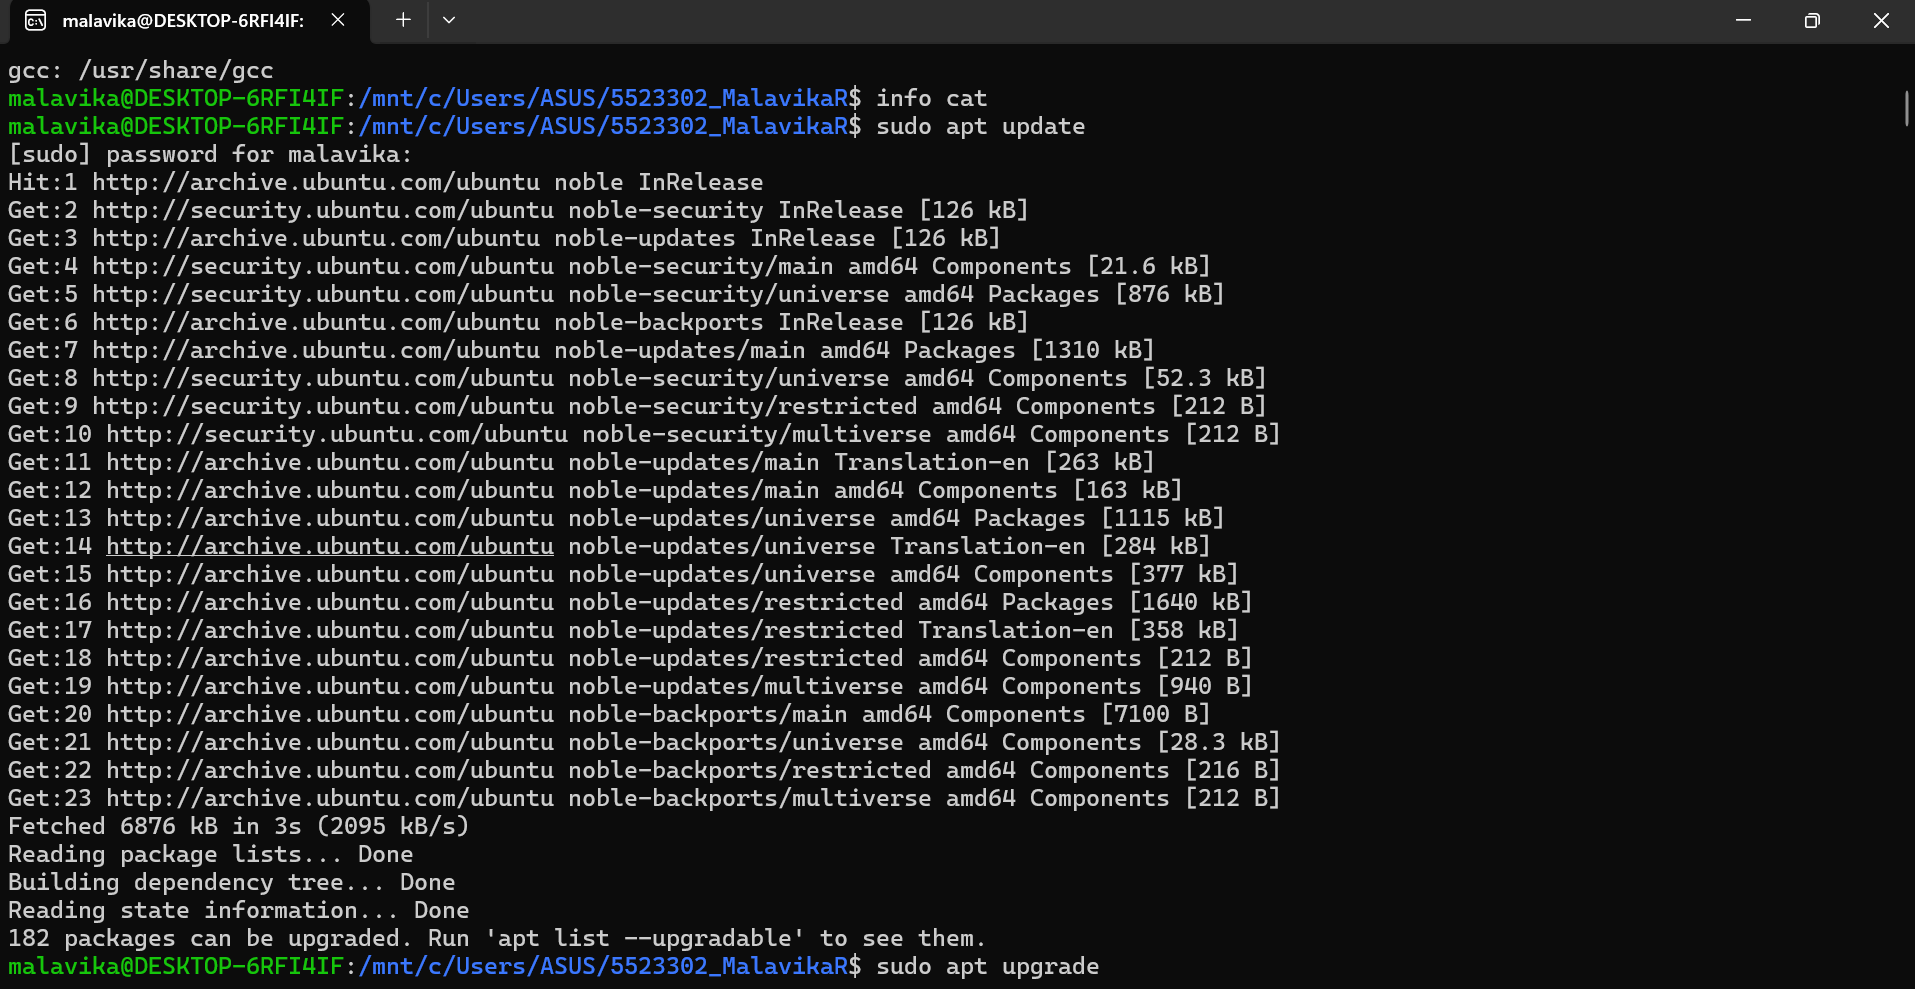 malavika@DESKTOP-6RFI4IF:
gcc: /usr/share/gcc
malavika@DESKTOP-6RFI4IF:/mnt/c/Users/ASUS/5523302_MalavikaR$ info cat
malavika@DESKTOP-6RFI4IF:/mnt/c/Users/ASUS/5523302_MalavikaR$ sudo apt update
[sudo] password for malavika:
Hit:1 http://archive.ubuntu.com/ubuntu noble InRelease
Get:2 http://security.ubuntu.com/ubuntu noble-security InRelease [126 kB]
Get:3 http://archive.ubuntu.com/ubuntu noble-updates InRelease [126 kB]
Get:4 http://security.ubuntu.com/ubuntu noble-security/main amd64 Components [21.6 kB]
Get:5 http://security.ubuntu.com/ubuntu noble-security/universe amd64 Packages [876 kB]
Get:6 http://archive.ubuntu.com/ubuntu noble-backports InRelease [126 kB]
Get:7 http://archive.ubuntu.com/ubuntu noble-updates/main amd64 Packages [1310 kB]
Get:8 http://security.ubuntu.com/ubuntu noble-security/universe amd64 Components [52.3 kB]
Get:9 http://security.ubuntu.com/ubuntu noble-security/restricted amd64 Components [212 B]
Get:10 http://security.ubuntu.com/ubuntu noble-security/multiverse amd64 Components [212 B]
Get:11 http://archive.ubuntu.com/ubuntu noble-updates/main Translation-en [263 kB]
Get:12 http://archive.ubuntu.com/ubuntu noble-updates/main amd64 Components [163 kB]
Get:13 http://archive.ubuntu.com/ubuntu noble-updates/universe amd64 Packages [1115 kB]
Get:14 http://archive.ubuntu.com/ubuntu noble-updates/universe Translation-en [284 kB]
Get:15 http://archive.ubuntu.com/ubuntu noble-updates/universe amd64 Components [377 kB]
Get:16 http://archive.ubuntu.com/ubuntu noble-updates/restricted amd64 Packages [1640 kB]
Get:17 http://archive.ubuntu.com/ubuntu noble-updates/restricted Translation-en [358 kB]
Get:18 http://archive.ubuntu.com/ubuntu noble-updates/restricted amd64 Components [212 B]
Get:19 http://archive.ubuntu.com/ubuntu noble-updates/multiverse amd64 Components [940 B]
Get:20 http://archive.ubuntu.com/ubuntu noble-backports/main amd64 Components [7100 B]
Get:21 http://archive.ubuntu.com/ubuntu noble-backports/universe amd64 Components [28.3 kB]
Get:22 http://archive.ubuntu.com/ubuntu noble-backports/restricted amd64 Components [216 B]
Get:23 http://archive.ubuntu.com/ubuntu noble-backports/multiverse amd64 Components [212 B]
Fetched 6876 kB in 3s (2095 kB/s)
Reading package lists... Done
Building dependency tree... Done
Reading state information... Done
182 packages can be upgraded. Run 'apt list --upgradable' to see them.
malavika@DESKTOP-6RFI4IF:/mnt/c/Users/ASUS/5523302_MalavikaR$ sudo apt upgrade